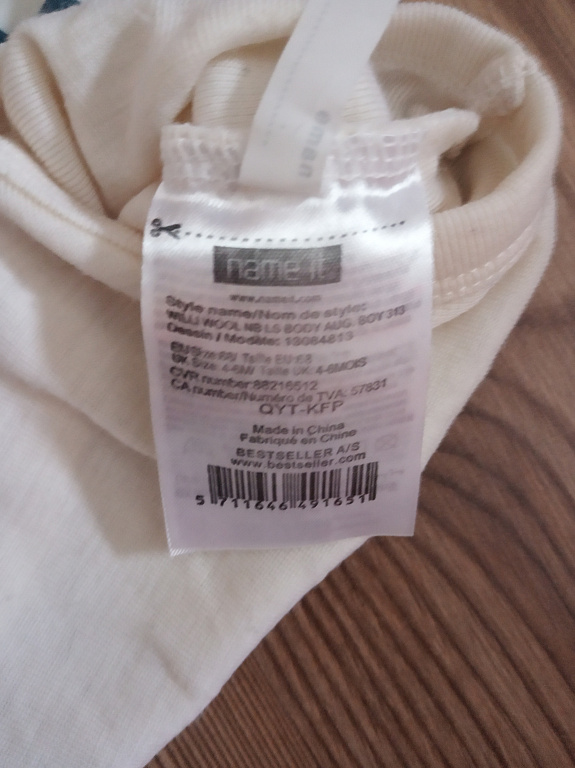 name it
www.nameit.com
Style name/Nom de style:
WILLI WOOL NB LS BODY AUG. BOY 313
Dessin / Modèle: 13084813
EU Size: 68/ Taille EU: 68
UK Size: 4-6M/ Taille UK: 4-6MOIS
CVR number 88216512
CA number/Numéro de TVA: 57831
QYT-KFP
Made in China
Fabriqué en Chine
BESTSELLER A/S
www.bestseller.com
5 711646 491651